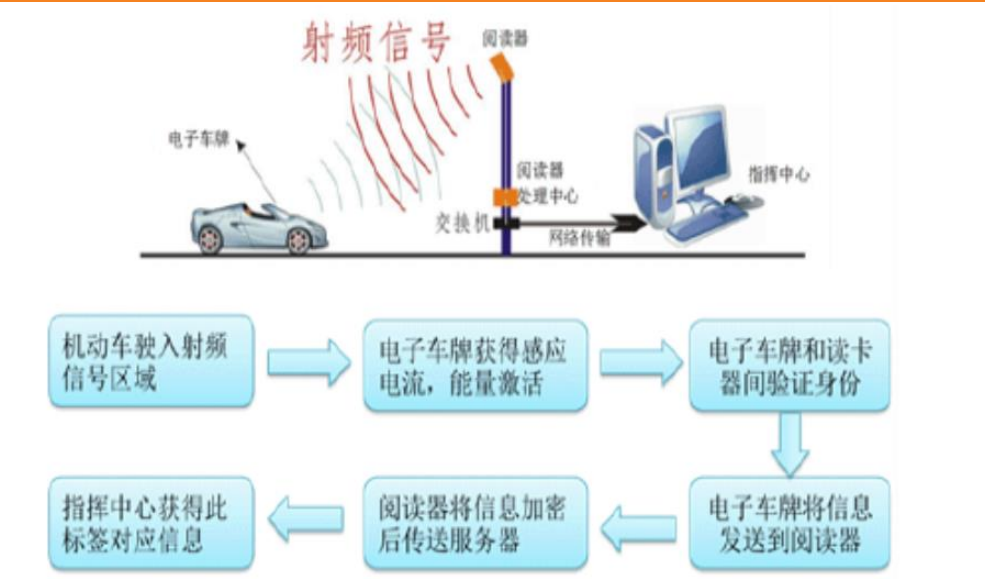 射频信号
阅读器
电子车牌
阅读器
处理中心
指挥中心
交换机
网络传输
机动车驶入射频
信号区域
电子车牌获得感应
电流，能量激活
电子车牌和读卡
器间验证身份
电子车牌将信息
发送到阅读器
阅读器将信息加密
后传送服务器
指挥中心获得此
标签对应信息